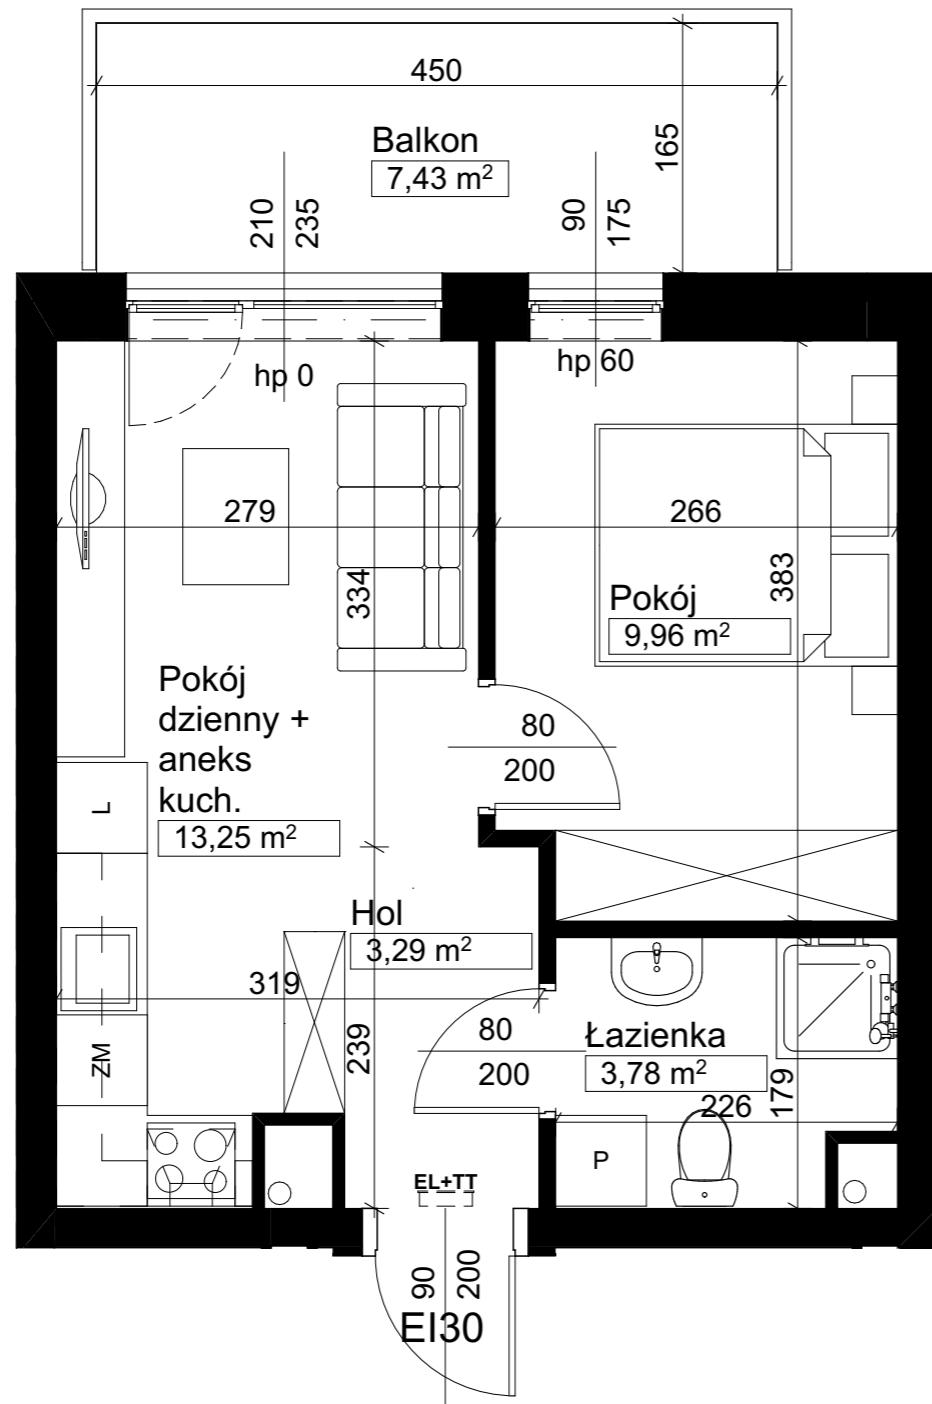 450
Balkon
7,43 m²
165
210
235
90
175
hp 0
hp 60
279
266
334
383
Pokój
9,96 m²
Pokój
dzienny +
aneks
kuch.
13,25 m²
80
200
L
Hol
3,29 m²
319
239
80
200
Łazienka
3,78 m²
179
226
ZM
P
EL+TT
90
200
EI30